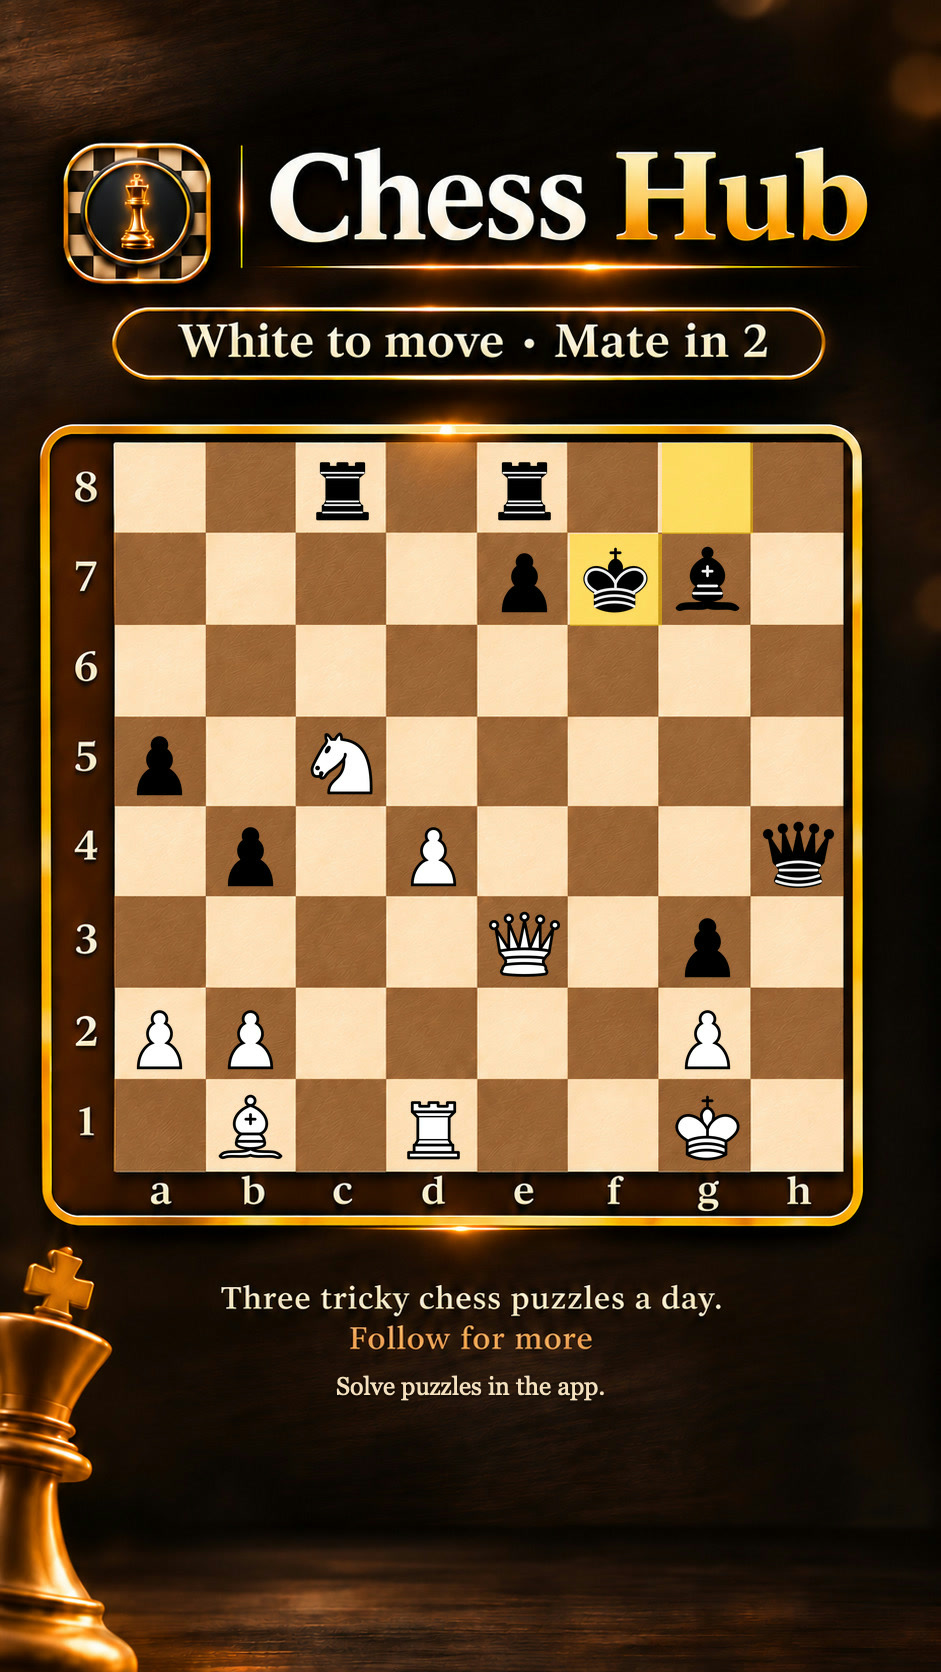 Chess Hub
White to move • Mate in 2
8
7
6
5
4
3
2
1
a b c d e f g h
Three tricky chess puzzles a day.
Follow for more
Solve puzzles in the app.